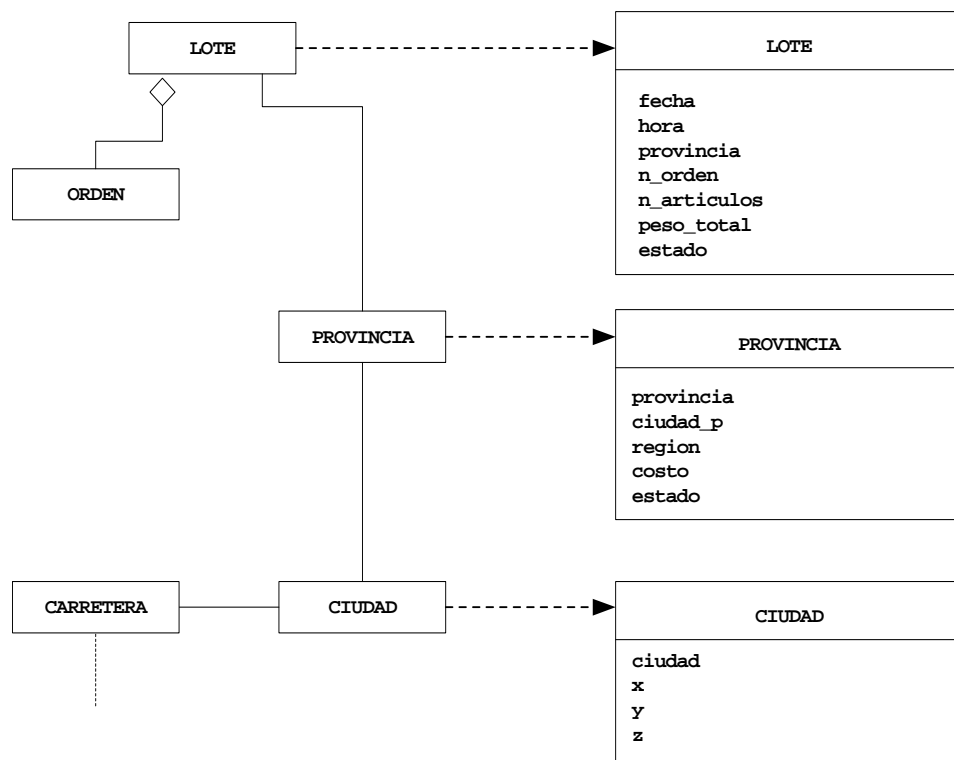 LOTE
LOTE
fecha
hora
provincia
n_orden
n_articulos
peso_total
estado
ORDEN
PROVINCIA
PROVINCIA
provincia
ciudad_p
region
costo
estado
CARRETERA
CIUDAD
CIUDAD
ciudad
x
y
z